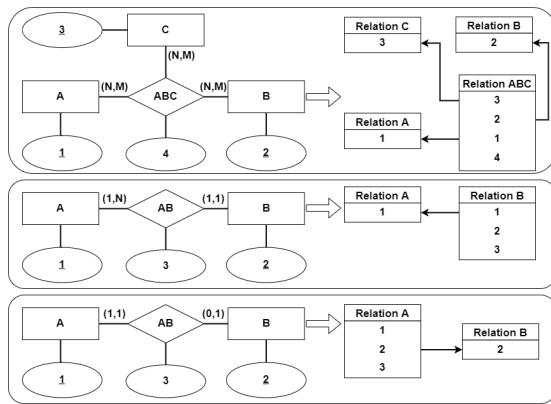 3
C
Relation C
3
Relation B
2
(N,M)
A
(N,M)
ABC
(N,M)
B
Relation ABC
3
2
1
4
Relation A
1
1
4
2
A
(1,N)
AB
(1,1)
B
Relation A
1
Relation B
1
2
3
1
3
2
A
(1,1)
AB
(0,1)
B
Relation A
1
2
3
Relation B
2
1
3
2